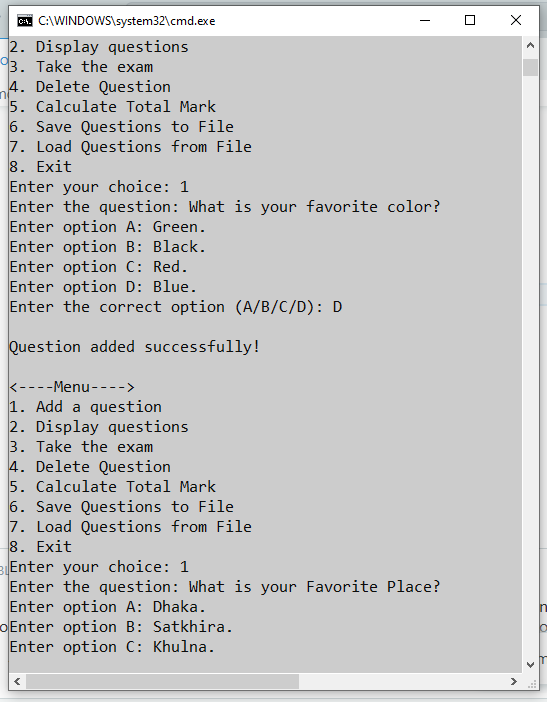 C:\WINDOWS\system32\cmd.exe
2. Display questions
3. Take the exam
4. Delete Question
5. Calculate Total Mark
6. Save Questions to File
7. Load Questions from File
8. Exit
Enter your choice: 1
Enter the question: What is your favorite color?
Enter option A: Green.
Enter option B: Black.
Enter option C: Red.
Enter option D: Blue.
Enter the correct option (A/B/C/D): D
Question added successfully!
<----Menu---->
1. Add a question
2. Display questions
3. Take the exam
4. Delete Question
5. Calculate Total Mark
6. Save Questions to File
7. Load Questions from File
8. Exit
Enter your choice: 1
Enter the question: What is your Favorite Place?
Enter option A: Dhaka.
Enter option B: Satkhira.
Enter option C: Khulna.